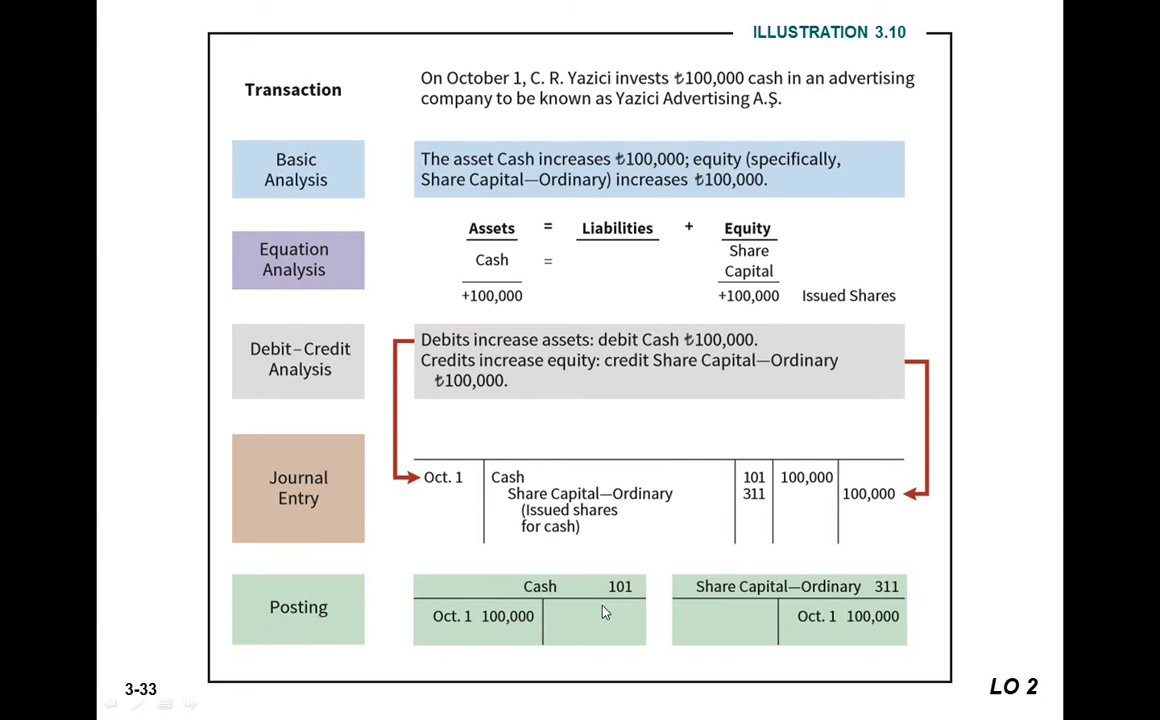 ILLUSTRATION 3.10
Transaction
On October 1, C. R. Yazici invests ₺100,000 cash in an advertising
company to be known as Yazici Advertising A.Ş.
Basic
Analysis
The asset Cash increases ₺100,000; equity (specifically,
Share Capital—Ordinary) increases ₺100,000.
Equation
Analysis
Assets = Liabilities + Equity
Cash = Share
Capital
+100,000 +100,000 Issued Shares
Debit–Credit
Analysis
Debits increase assets: debit Cash ₺100,000.
Credits increase equity: credit Share Capital—Ordinary
₺100,000.
Journal
Entry
Oct. 1 Cash 101 100,000
Share Capital—Ordinary 311 100,000
(Issued shares
for cash)
Posting
Cash 101
Oct. 1 100,000
Share Capital—Ordinary 311
Oct. 1 100,000
3-33
LO 2